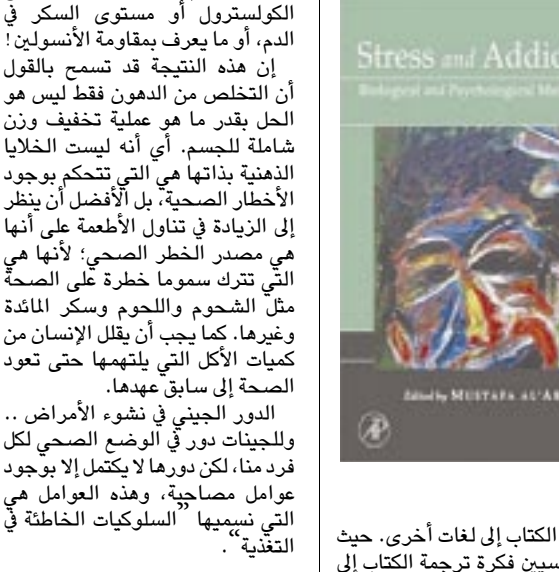 الكولسترول أو مستوى السكر في
الدم، أو ما يعرف بمقاومة الأنسولين!
إن هذه النتيجة قد تسمح بالقول
أن التخلص من الدهون فقط ليس هو
الحل بقدر ما هو عملية تخفيف وزن
شاملة للجسم. أي أنه ليست الخلايا
الذهنية بذاتها هي التي تتحكم بوجود
الأخطار الصحية، بل الأفضل أن ينظر
إلى الزيادة في تناول الأطعمة على أنها
هي مصدر الخطر الصحي؛ لأنها هي
التي تترك سموما خطرة على الصحة
مثل الشحوم واللحوم وسكر المائدة
وغيرها. كما يجب أن يقلل الإنسان من
كميات الأكل التي يلتهمها حتى تعود
الصحة إلى سابق عهدها.
الدور الجيني في نشوء الأمراض ..
وللجينات دور في الوضع الصحي لكل
فرد منا، لكن دورها لا يكتمل إلا بوجود
عوامل مصاحبة، وهذه العوامل هي
التي نسميها "السلوكيات الخاطئة في
التغذية".
Stress and Addic
Biological and Psychological
Edited by MUSTAFA AL'AB
الكتاب إلى لغات أخرى. حيث
سين فكرة ترجمة الكتاب إلى